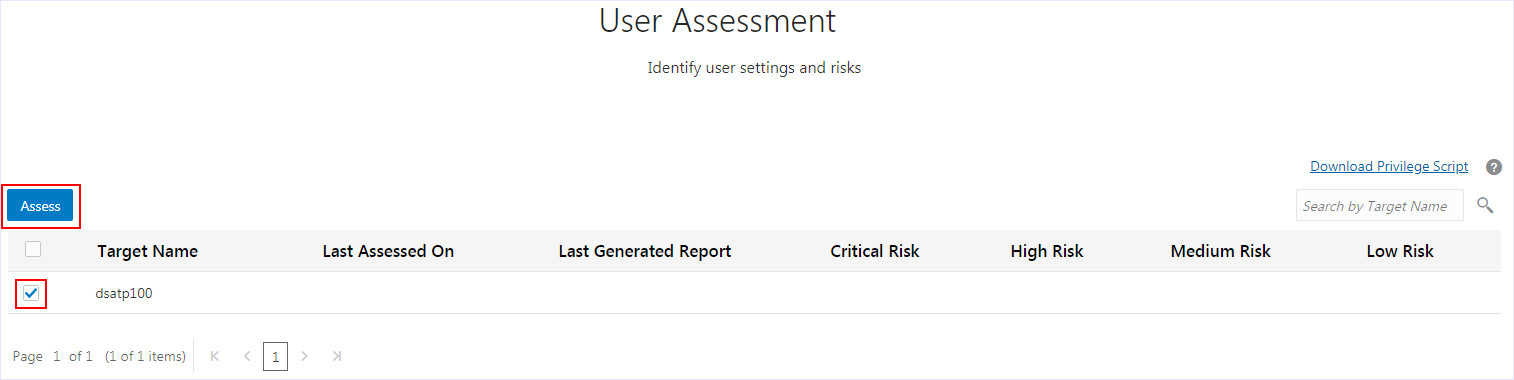 User Assessment
Identify user settings and risks
Download Privilege Script ?
Assess Search by Target Name
Target Name Last Assessed On Last Generated Report Critical Risk High Risk Medium Risk Low Risk
dsatp100
Page 1 of 1 (1 of 1 items) 1